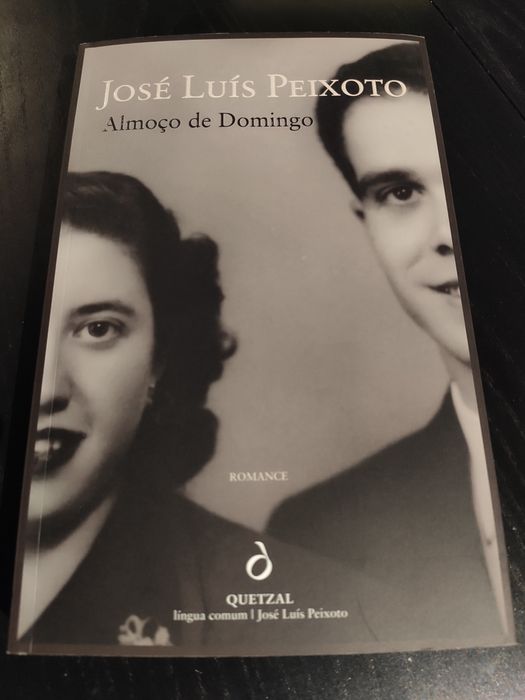 José Luís Peixoto
Almoço de Domingo
ROMANCE
QUETZAL
língua comum | José Luís Peixoto